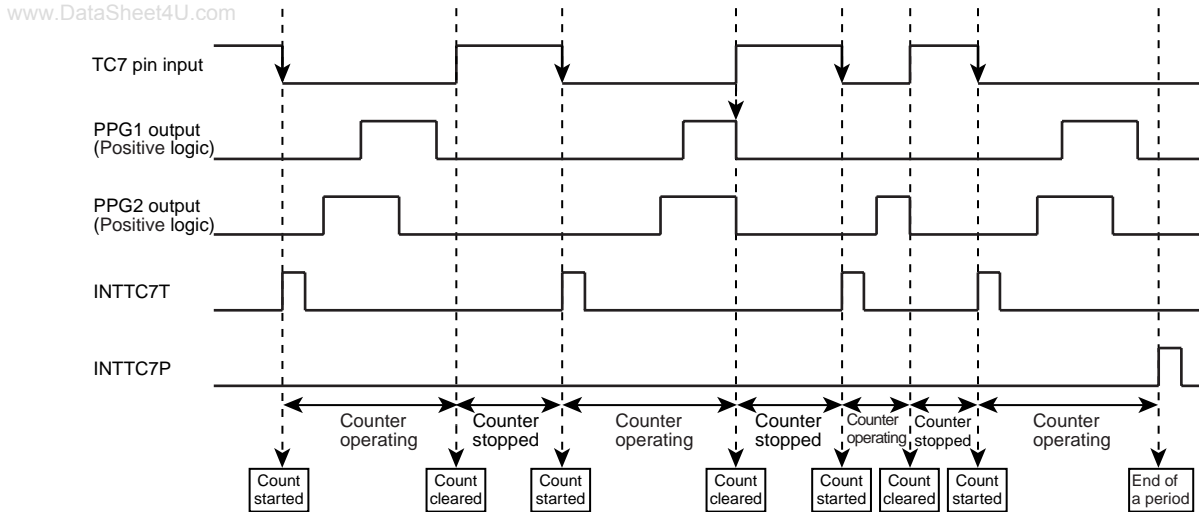 www.DataSheet4U.com
TC7 pin input
PPG1 output
(Positive logic)
PPG2 output
(Positive logic)
INTTC7T
INTTC7P
Counter
operating
Counter
stopped
Counter
operating
Counter
stopped
Counter
operating
Counter
stopped
Counter
operating
Count
started
Count
cleared
Count
started
Count
cleared
Count
started
Count
cleared
Count
started
End of
a period